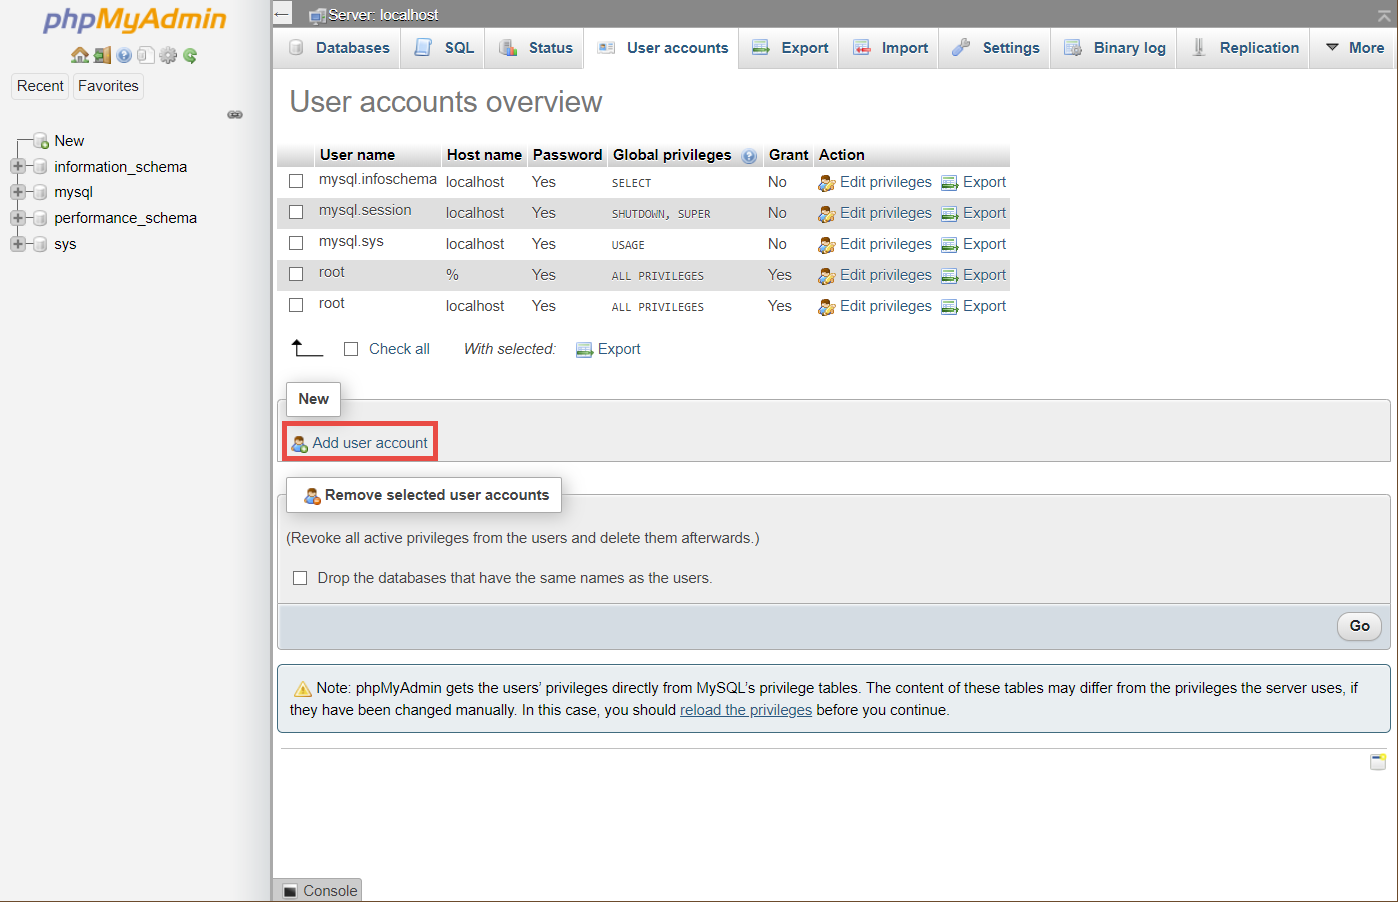 phpMyAdmin
Recent Favorites
New
information_schema
mysql
performance_schema
sys
Server: localhost
Databases SQL Status User accounts Export Import Settings Binary log Replication More
User accounts overview
User name Host name Password Global privileges Grant Action
mysql.infoschema localhost Yes SELECT No Edit privileges Export
mysql.session localhost Yes SHUTDOWN, SUPER No Edit privileges Export
mysql.sys localhost Yes USAGE No Edit privileges Export
root % Yes ALL PRIVILEGES Yes Edit privileges Export
root localhost Yes ALL PRIVILEGES Yes Edit privileges Export
Check all With selected: Export
New
Add user account
Remove selected user accounts
(Revoke all active privileges from the users and delete them afterwards.)
Drop the databases that have the same names as the users.
Go
Note: phpMyAdmin gets the users' privileges directly from MySQL's privilege tables. The content of these tables may differ from the privileges the server uses, if
they have been changed manually. In this case, you should reload the privileges before you continue.
Console